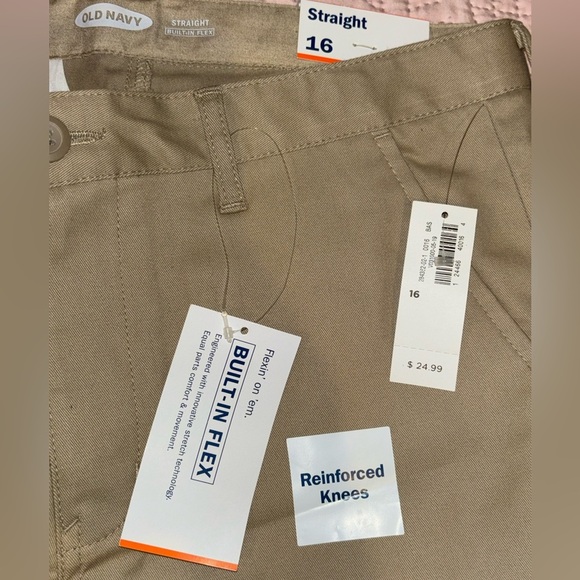 OLD NAVY
STRAIGHT
BUILT-IN FLEX
Straight
16
16
$ 24.99
Flexin' on 'em.
BUILT-IN FLEX
Engineered with innovative stretch technology.
Equal parts comfort & movement.
Reinforced
Knees